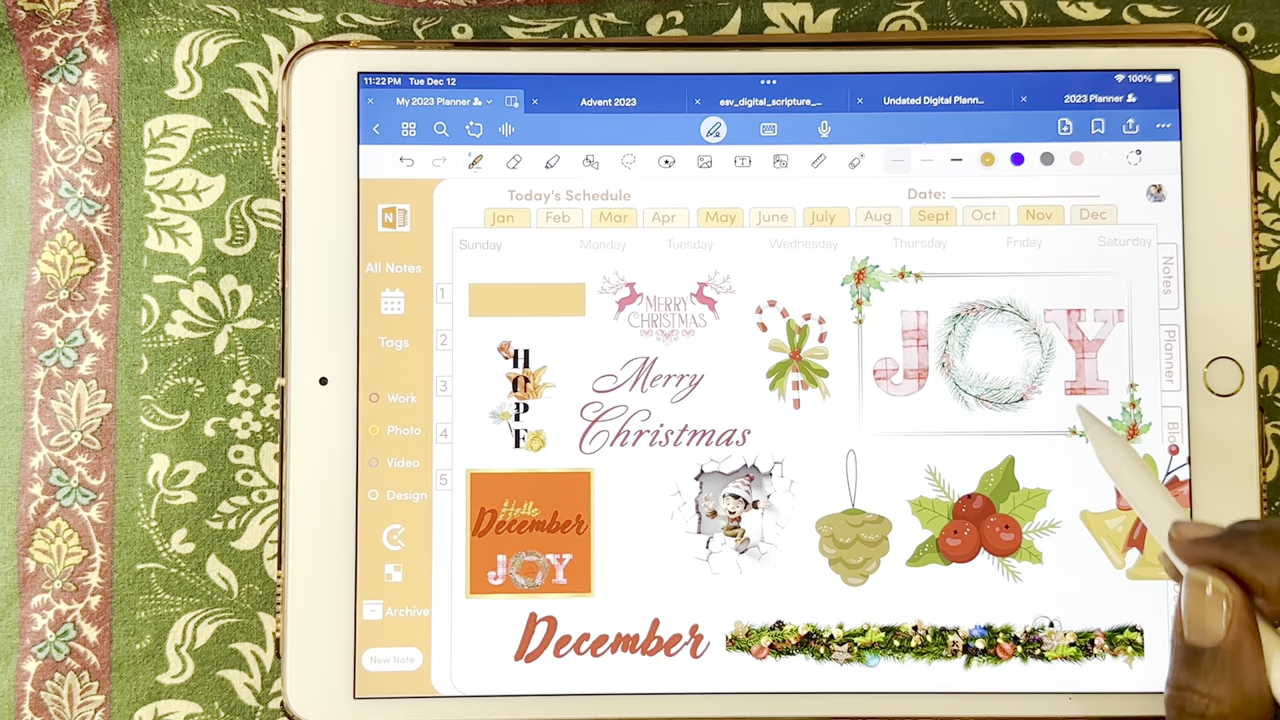 11:22 PM Tue Dec 12
100%
My 2023 Planner
Advent 2023
esv_digital_scripture_...
Undated Digital Plann...
2023 Planner
Today's Schedule
Date:
Jan Feb Mar Apr May June July Aug Sept Oct Nov Dec
Sunday Monday Tuesday Wednesday Thursday Friday Saturday
N
All Notes
Tags
Work
Photo
Video
Design
Archive
New Note
1
2
3
4
5
MERRY
CHRISTMAS
HOPE
Merry
Christmas
JOY
Hello
December
JOY
December
Notes
Planner